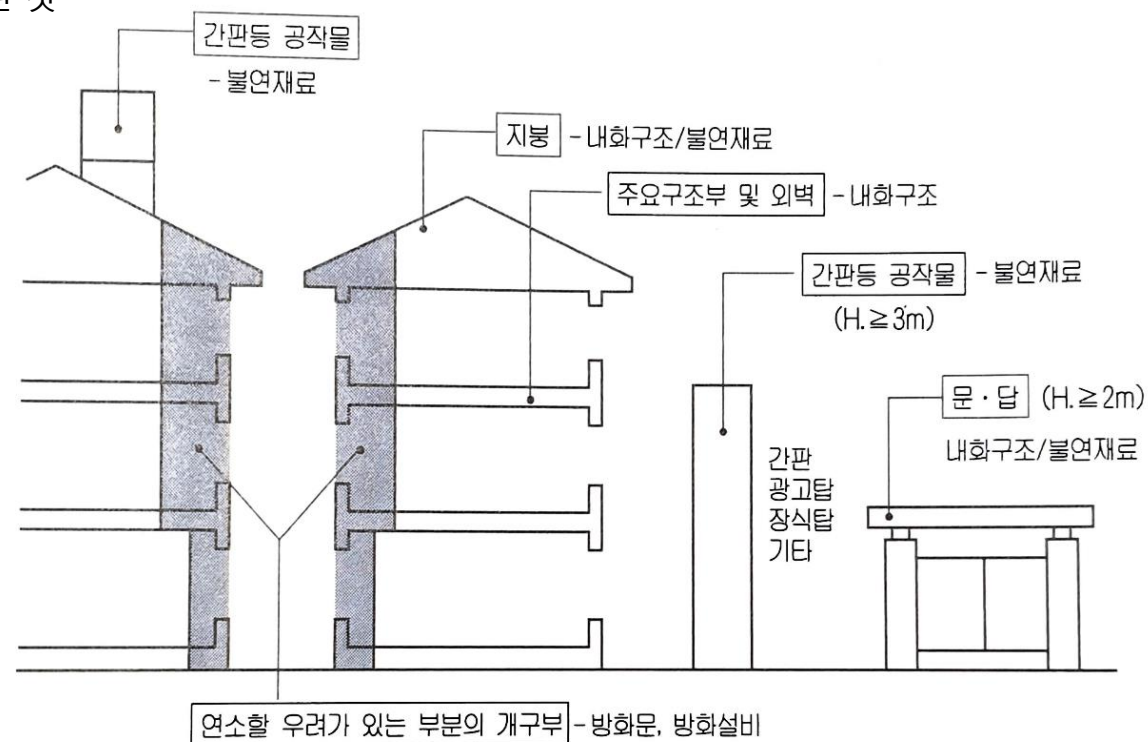 간판등 공작물
- 불연재료
지붕 - 내화구조/불연재료
주요구조부 및 외벽 - 내화구조
간판등 공작물 - 불연재료
(H.≧3m)
문·답 (H.≧2m)
내화구조/불연재료
간판
광고탑
장식탑
기타
연소할 우려가 있는 부분의 개구부 - 방화문, 방화설비